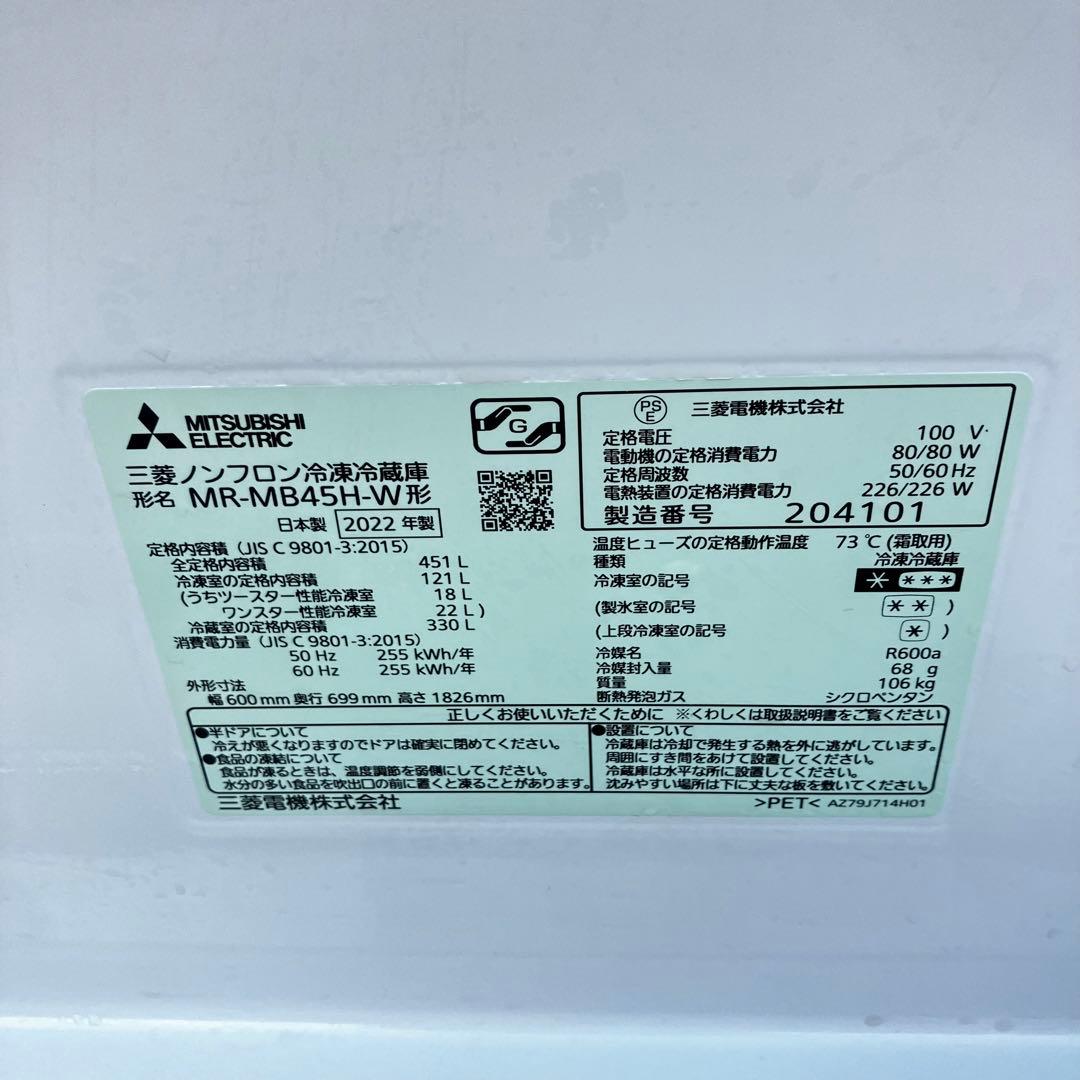 MITSUBISHI
ELECTRIC
G
三菱ノンフロン冷凍冷蔵庫
形名 MR-MB45H-W形
日本製 2022 年製
定格内容積 (JIS C 9801-3:2015)
全定格内容積 451 L
冷凍室の定格内容積 121 L
(うちツースター性能冷凍室 18 L
ワンスター性能冷凍室 22 L)
冷蔵室の定格内容積 330 L
消費電力量 (JIS C 9801-3:2015)
50 Hz 255 kWh/年
60 Hz 255 kWh/年
外形寸法
幅 600 mm 奥行 699 mm 高さ 1826 mm
PSE 三菱電機株式会社
定格電圧 100 V
電動機の定格消費電力 80/80 W
定格周波数 50/60 Hz
電熱装置の定格消費電力 226/226 W
製造番号 204101
温度ヒューズの定格動作温度 73 ℃ (霜取用)
種類 冷凍冷蔵庫
冷凍室の記号 * ***
(製氷室の記号 ** )
(上段冷凍室の記号 * )
冷媒名 R600a
冷媒封入量 68 g
質量 106 kg
断熱発泡ガス シクロペンタン
正しくお使いいただくために ※くわしくは取扱説明書をご覧ください
●半ドアについて
冷えが悪くなりますのでドアは確実に閉めてください。
●食品の凍結について
食品が凍るときは、温度調節を弱側にしてください。
水分の多い食品を吹出口の前に置くと凍ることがあります。
●設置について
冷蔵庫は冷却で発生する熱を外に逃がしています。
周囲にすき間をあけて設置してください。
冷蔵庫は水平な所に設置してください。
沈みやすい場所は下に丈夫な板を敷いてください。
三菱電機株式会社
>PET< AZ79J714H01